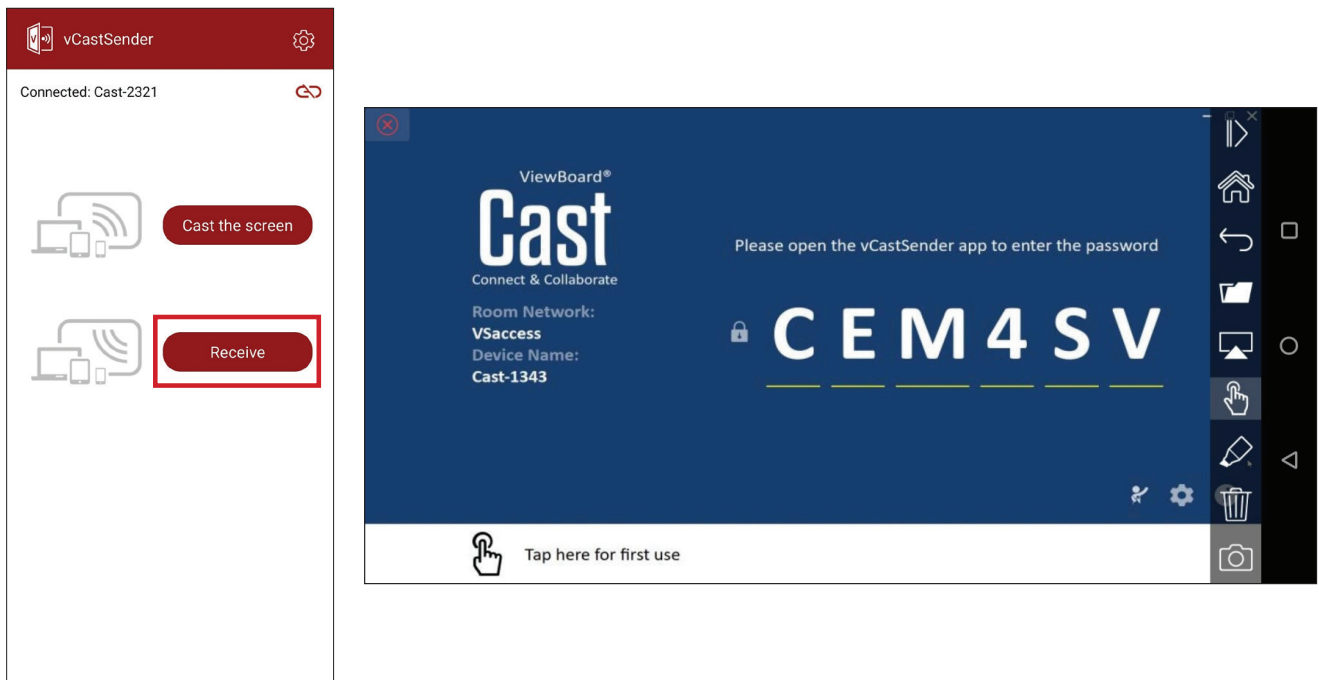 vCastSender
Connected: Cast-2321
Cast the screen
Receive
ViewBoard®
Cast
Connect & Collaborate
Room Network:
VSaccess
Device Name:
Cast-1343
Please open the vCastSender app to enter the password
C E M 4 S V
Tap here for first use